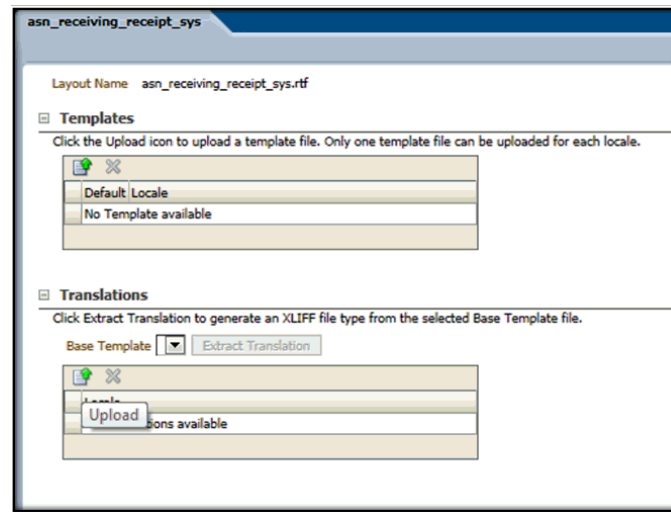 asn_receiving_receipt_sys
Layout Name asn_receiving_receipt_sys.rtf
Templates
Click the Upload icon to upload a template file. Only one template file can be uploaded for each locale.
Default Locale
No Template available
Translations
Click Extract Translation to generate an XLIFF file type from the selected Base Template file.
Base Template Extract Translation
Upload
ions available